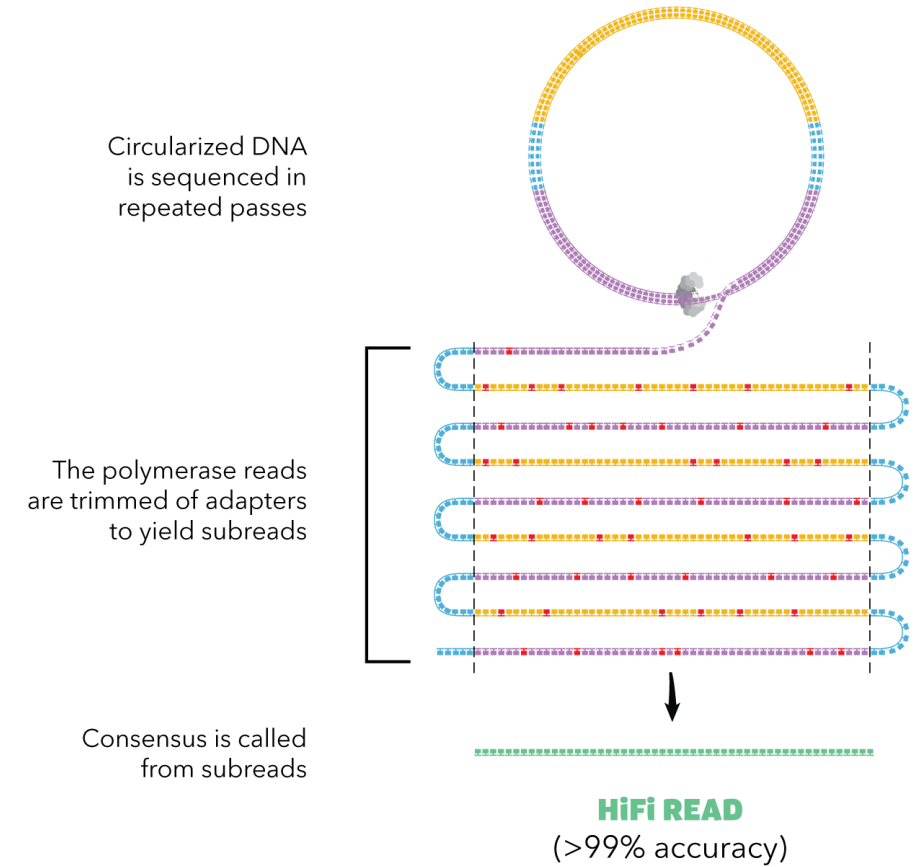 Circularized DNA
is sequenced in
repeated passes
The polymerase reads
are trimmed of adapters
to yield subreads
Consensus is called
from subreads
HiFi READ
(>99% accuracy)